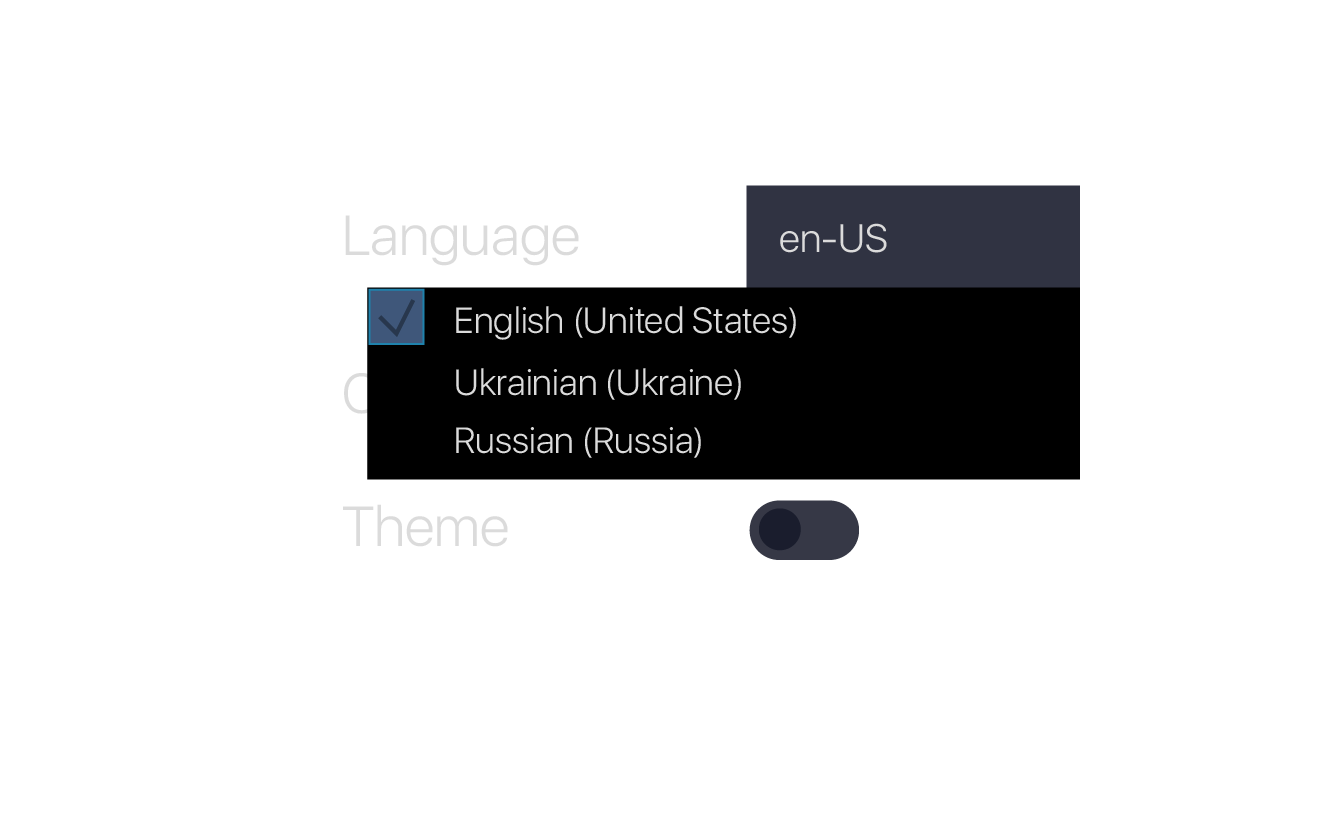 Language
en-US
English (United States)
Ukrainian (Ukraine)
Russian (Russia)
Theme